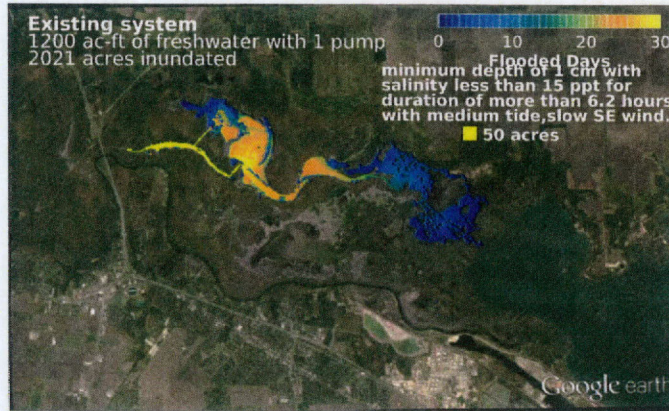 Existing system
1200 ac-ft of freshwater with 1 pump
2021 acres inundated
0 10 20 30
Flooded Days
minimum depth of 1 cm with
salinity less than 15 ppt for
duration of more than 6.2 hours
with medium tide,slow SE wind.
50 acres
Google earth